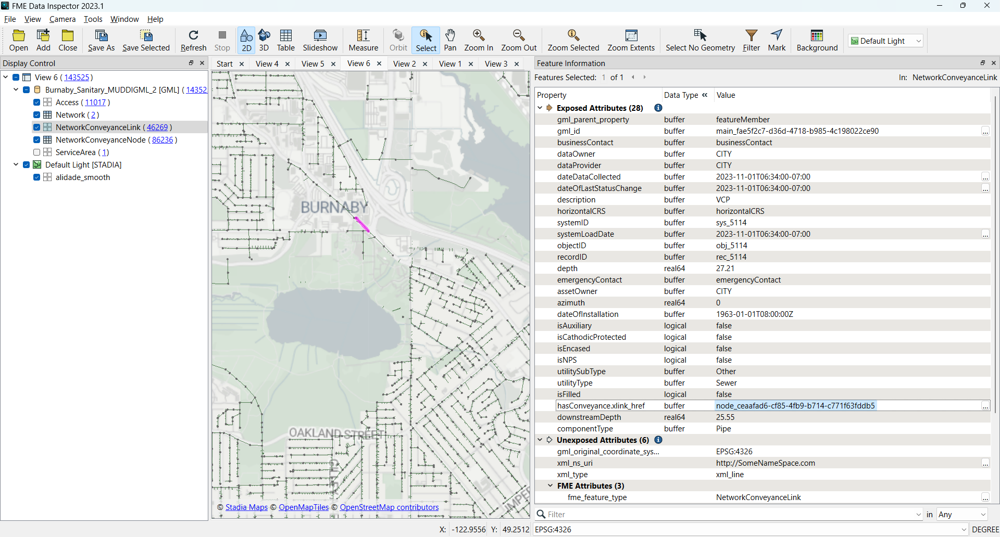 FME Data Inspector 2023.1
File View Camera Tools Window Help
Open Add Close Save As Save Selected Refresh Stop 2D 3D Table Slideshow Measure Orbit Select Pan Zoom In Zoom Out Zoom Selected Zoom Extents Select No Geometry Filter Mark Background Default Light
Display Control
View 6 (143525)
Burnaby_Sanitary_MUDDIGML_2 [GML] (14352
Access (11017)
Network (2)
NetworkConveyanceLink (46269)
NetworkConveyanceNode (86236)
ServiceArea (1)
Default Light [STADIA]
alidade_smooth
Start View 4 View 5 View 6 View 2 View 1 View 3
BURNABY
OAKLAND STREET
GILLEY
IMPER
© Stadia Maps © OpenMapTiles © OpenStreetMap contributors
Feature Information
Features Selected: 1 of 1 In: NetworkConveyanceLink
Property Data Type Value
Exposed Attributes (28)
gml_parent_property buffer featureMember
gml_id buffer main_fae5f2c7-d36d-4718-b985-4c198022ce90 ...
businessContact buffer businessContact
dataOwner buffer CITY
dataProvider buffer CITY
dateDataCollected buffer 2023-11-01T06:34:00-07:00 ...
dateOfLastStatusChange buffer 2023-11-01T06:34:00-07:00 ...
description buffer VCP
horizontalCRS buffer horizontalCRS
systemID buffer sys_5114
systemLoadDate buffer 2023-11-01T06:34:00-07:00 ...
objectID buffer obj_5114
recordID buffer rec_5114
depth real64 27.21
emergencyContact buffer emergencyContact
assetOwner buffer CITY
azimuth real64 0
dateOfInstallation buffer 1963-01-01T08:00:00Z
isAuxiliary logical false
isCathodicProtected logical false
isEncased logical false
isNPS logical false
utilitySubType buffer Other
utilityType buffer Sewer
isFilled logical false
hasConveyance.xlink_href buffer node_ceaafad6-cf85-4fb9-b714-c771f63fddb5 ...
downstreamDepth real64 25.55
componentType buffer Pipe
Unexposed Attributes (6)
gml_original_coordinate_sys... EPSG:4326
xml_ns_uri http://SomeNameSpace.com ...
xml_type xml_line
FME Attributes (3)
fme_feature_type NetworkConveyanceLink ...
Filter in Any
X: -122.9556 Y: 49.2512 EPSG:4326 DEGREE